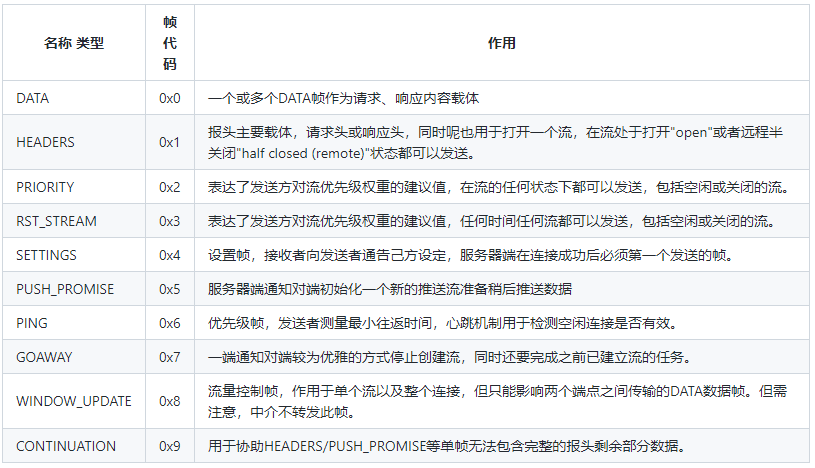 名称 类型
帧
代
码
作用
DATA
0x0
一个或多个DATA帧作为请求、响应内容载体
HEADERS
0x1
报头主要载体，请求头或响应头，同时呢也用于打开一个流，在流处于打开"open"或者远程半
关闭"half closed (remote)"状态都可以发送。
PRIORITY
0x2
表达了发送方对流优先级权重的建议值，在流的任何状态下都可以发送，包括空闲或关闭的流。
RST_STREAM
0x3
表达了发送方对流优先级权重的建议值，任何时间任何流都可以发送，包括空闲或关闭的流。
SETTINGS
0x4
设置帧，接收者向发送者通告己方设定，服务器端在连接成功后必须第一个发送的帧。
PUSH_PROMISE
0x5
服务器端通知对端初始化一个新的推送流准备稍后推送数据
PING
0x6
优先级帧，发送者测量最小往返时间，心跳机制用于检测空闲连接是否有效。
GOAWAY
0x7
一端通知对端较为优雅的方式停止创建流，同时还要完成之前已建立流的任务。
WINDOW_UPDATE
0x8
流量控制帧，作用于单个流以及整个连接，但只能影响两个端点之间传输的DATA数据帧。但需
注意，中介不转发此帧。
CONTINUATION
0x9
用于协助HEADERS/PUSH_PROMISE等单帧无法包含完整的报头剩余部分数据。